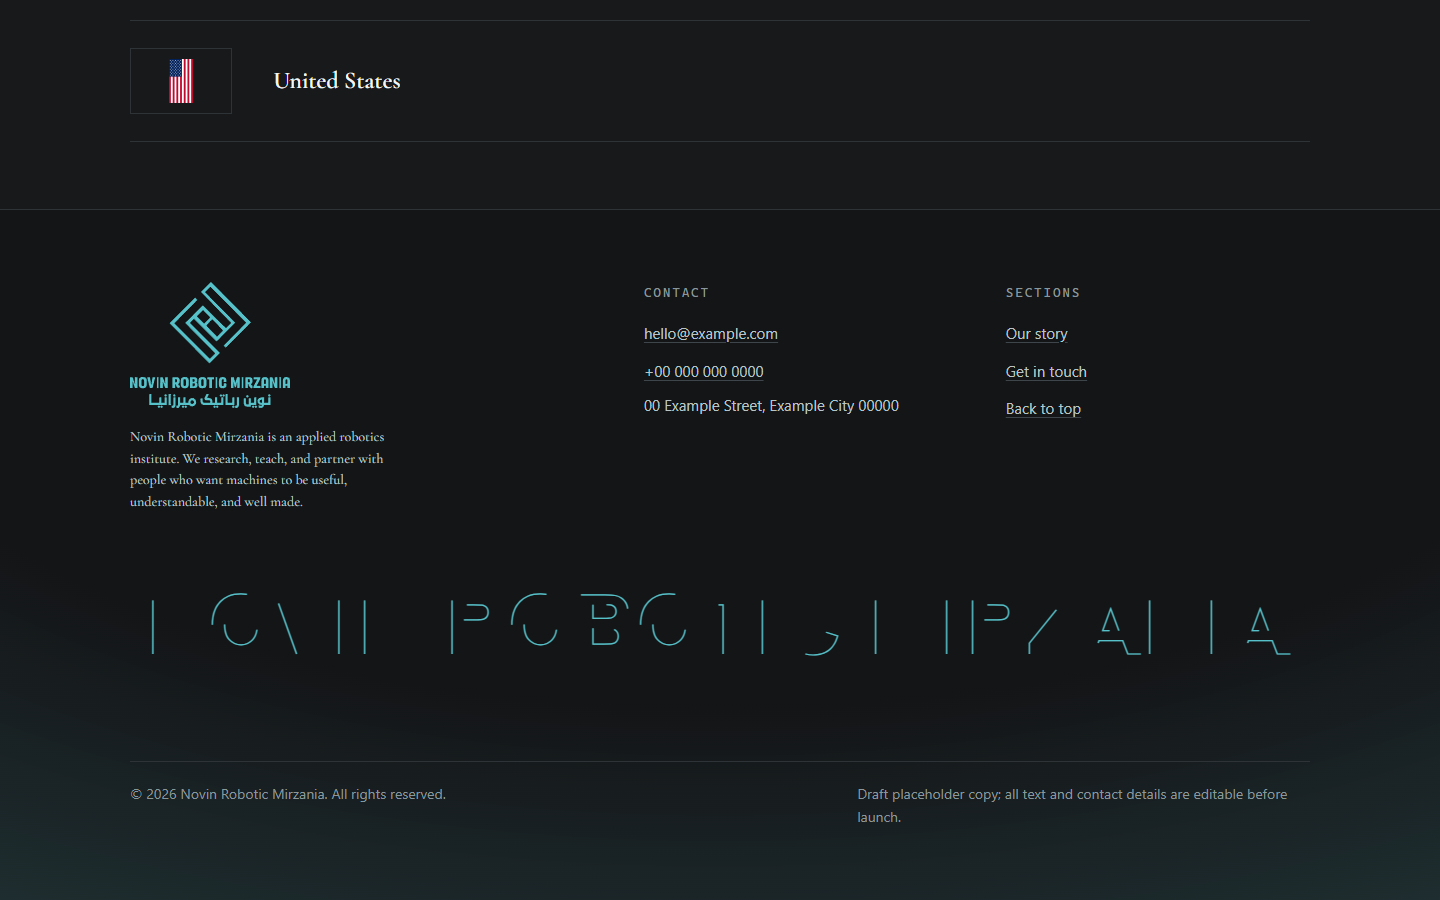 United States
NOVIN ROBOTIC MIRZANIA
نوین رباتیک میرزانیا
Novin Robotic Mirzania is an applied robotics
institute. We research, teach, and partner with
people who want machines to be useful,
understandable, and well made.
CONTACT
hello@example.com
+00 000 000 0000
00 Example Street, Example City 00000
SECTIONS
Our story
Get in touch
Back to top
© 2026 Novin Robotic Mirzania. All rights reserved.
Draft placeholder copy; all text and contact details are editable before
launch.